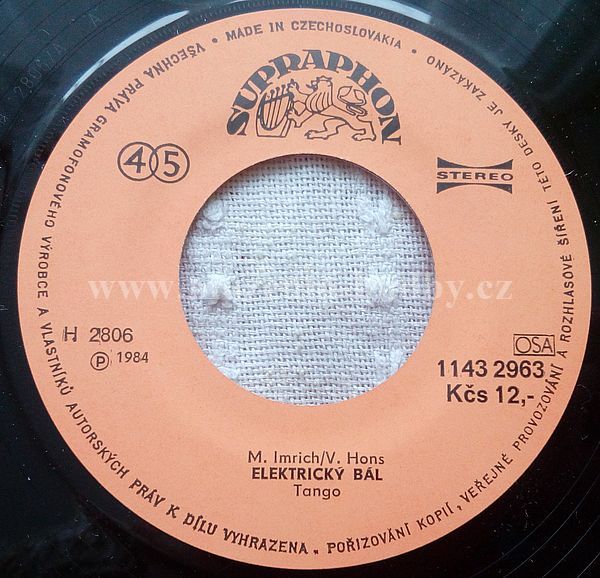 VŠECHNA PRÁVA GRAMOFONOVÉHO VÝROBCE A VLASTNÍKŮ AUTORSKÝCH PRÁV K DÍLU VYHRAZENA. POŘIZOVÁNÍ KOPIÍ, VEŘEJNÉ PROVOZOVÁNÍ A ROZHLASOVÉ ŠÍŘENÍ TÉTO DESKY JE ZAKÁZÁNO • MADE IN CZECHOSLOVAKIA •
SUPRAPHON
45
STEREO
H 2806
Ⓟ 1984
OSA
1143 2963
Kčs 12,-
M. Imrich/V. Hons
ELEKTRICKÝ BÁL
Tango